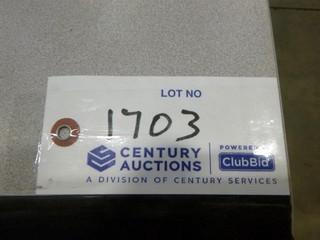 LOT NO
1703
CENTURY AUCTIONS
POWERED BY ClubBid
A DIVISION OF CENTURY SERVICES